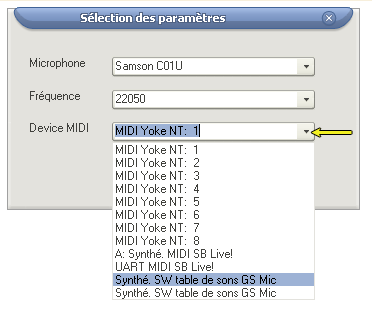 Sélection des paramètres
Microphone Samson C01U
Fréquence 22050
Device MIDI MIDI Yoke NT: 1
MIDI Yoke NT: 1
MIDI Yoke NT: 2
MIDI Yoke NT: 3
MIDI Yoke NT: 4
MIDI Yoke NT: 5
MIDI Yoke NT: 6
MIDI Yoke NT: 7
MIDI Yoke NT: 8
A: Synthé. MIDI SB Live!
UART MIDI SB Live!
Synthé. SW table de sons GS Mic
Synthé. SW table de sons GS Mic